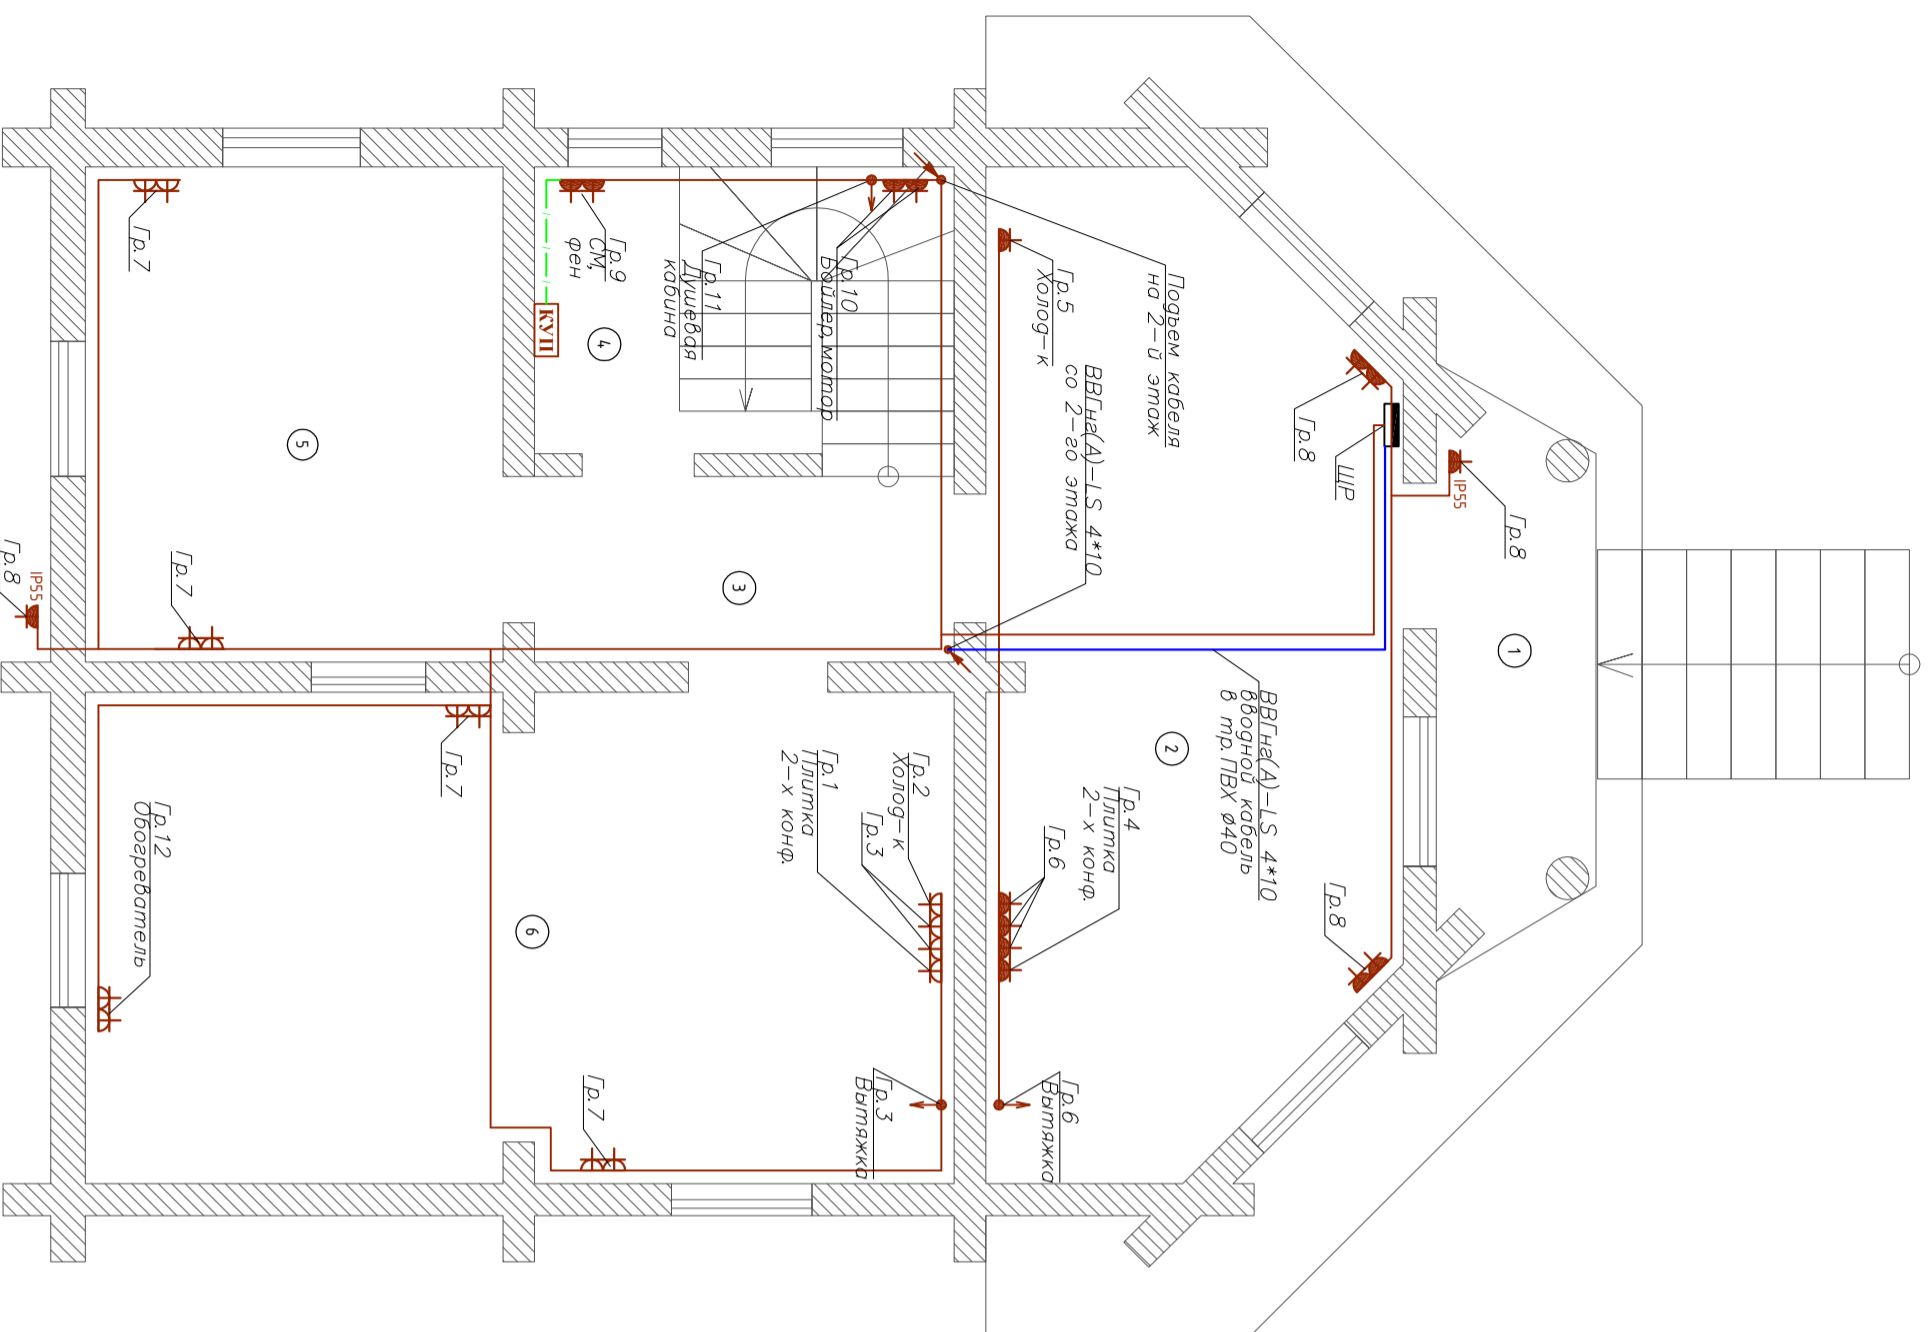 1
Гр.8
IP55
Гр.8
ЩР
Гр.8
Подъем кабеля
на 2-й этаж
ВВГнг(А)-LS 4*10
со 2-го этажа
Гр.5
Холод-к
2
ВВГнг(А)-LS 4*10
вводной кабель
в тр. ПВХ ø40
Гр.4
Плитка
2-х конф.
Гр.6
Гр.6
Вытяжка
Гр.10
Бойлер, мотор
Гр.11
Душевая
кабина
Гр.9
СМ,
фен
КУП
4
3
Гр.2
Холод-к
Гр.3
Гр.1
Плитка
2-х конф.
Гр.3
Вытяжка
6
Гр.7
Гр.7
5
Гр.7
Гр.7
Гр.12
Обогреватель
IP55
Гр.8